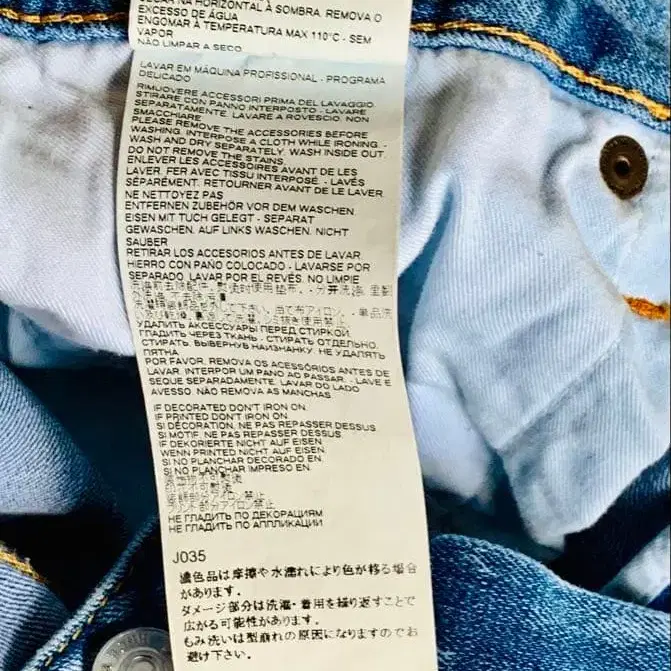 SECAR NA HORIZONTAL À SOMBRA. REMOVA O
EXCESSO DE ÁGUA
ENGOMAR À TEMPERATURA MAX 110°C - SEM
VAPOR
NÃO LIMPAR A SECO
LAVAR EM MÁQUINA PROFISSIONAL - PROGRAMA
DELICADO
RIMUOVERE ACCESSORI PRIMA DEL LAVAGGIO.
STIRARE CON PANNO INTERPOSTO - LAVARE
SEPARATAMENTE. LAVARE A ROVESCIO. NON
SMACCHIARE
PLEASE REMOVE THE ACCESSORIES BEFORE
WASHING. INTERPOSE A CLOTH WHILE IRONING. -
WASH AND DRY SEPARATELY. WASH INSIDE OUT.
DO NOT REMOVE THE STAINS.
ENLEVER LES ACCESSOIRES AVANT DE LES
LAVER. FER AVEC TISSU INTERPOSÉ. - LAVÉS
SÉPARÉMENT. RETOURNER AVANT DE LE LAVER.
NE NETTOYEZ PAS
ENTFERNEN ZUBEHÖR VOR DEM WASCHEN.
EISEN MIT TUCH GELEGT - SEPARAT
GEWASCHEN. AUF LINKS WASCHEN. NICHT
SAUBER
RETIRAR LOS ACCESORIOS ANTES DE LAVAR.
HIERRO CON PAÑO COLOCADO - LAVARSE POR
SEPARADO. LAVAR POR EL REVÉS. NO LIMPIE
УДАЛИТЬ АКСЕССУАРЫ ПЕРЕД СТИРКОЙ.
ГЛАДИТЬ ЧЕРЕЗ ТКАНЬ - СТИРАТЬ ОТДЕЛЬНО.
СТИРАТЬ, ВЫВЕРНУВ НАИЗНАНКУ. НЕ УДАЛЯТЬ
ПЯТНА
POR FAVOR, REMOVA OS ACESSÓRIOS ANTES DE
LAVAR. INTERPOR UM PANO AO PASSAR. - LAVE E
SEQUE SEPARADAMENTE. LAVAR DO LADO
AVESSO. NÃO REMOVA AS MANCHAS.
IF DECORATED DON'T IRON ON
IF PRINTED DON'T IRON ON
SI DÉCORATION, NE PAS REPASSER DESSUS
SI MOTIF, NE PAS REPASSER DESSUS
IF DEKORIERTE NICHT AUF EISEN
WENN PRINTED NICHT AUF EISEN
SI NO PLANCHAR DECORADO EN
SI NO PLANCHAR IMPRESO EN
НЕ ГЛАДИТЬ ПО ДЕКОРАЦИЯМ
НЕ ГЛАДИТЬ ПО АППЛИКАЦИИ
J035
濃色品は摩擦や水濡れにより色が移る場合
があります。
ダメージ部分は洗濯・着用を繰り返すことで
広がる可能性があります。
もみ洗いは型崩れの原因になりますのでお
避け下さい。